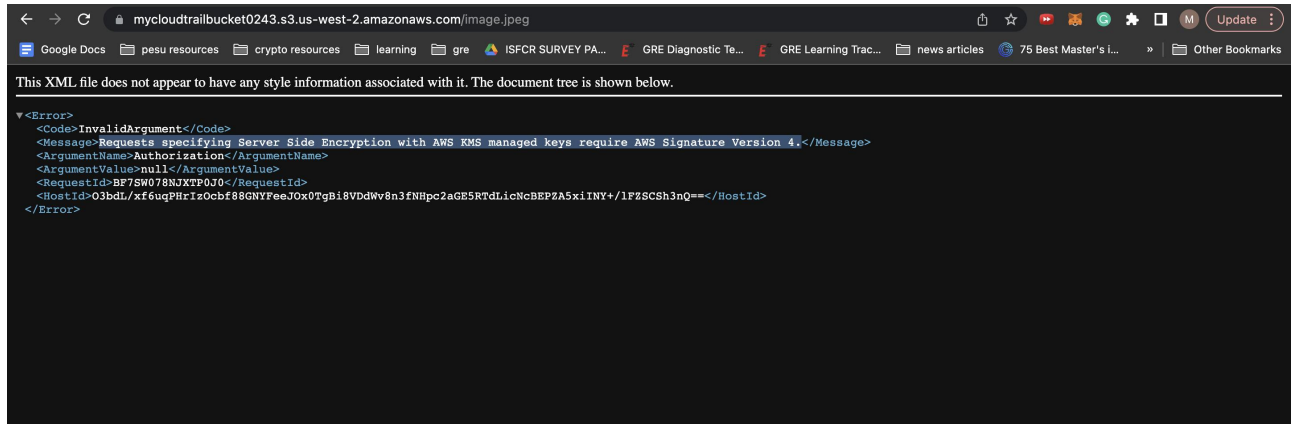 mycloudtrailbucket0243.s3.us-west-2.amazonaws.com/image.jpeg
M
Update
Google Docs
pesu resources
crypto resources
learning
gre
ISFCR SURVEY PA...
GRE Diagnostic Te...
GRE Learning Trac...
news articles
75 Best Master's i...
»
Other Bookmarks
This XML file does not appear to have any style information associated with it. The document tree is shown below.
▼<Error>
<Code>InvalidArgument</Code>
<Message>Requests specifying Server Side Encryption with AWS KMS managed keys require AWS Signature Version 4.</Message>
<ArgumentName>Authorization</ArgumentName>
<ArgumentValue>null</ArgumentValue>
<RequestId>BF7SW078NJXTP0J0</RequestId>
<HostId>O3bdL/xf6uqPHrIzOcbf88GNYFeeJOx0TgBi8VDdWv8n3fNHpc2aGE5RTdLicNcBEPZA5xiINY+/lFZSCSh3nQ==</HostId>
</Error>